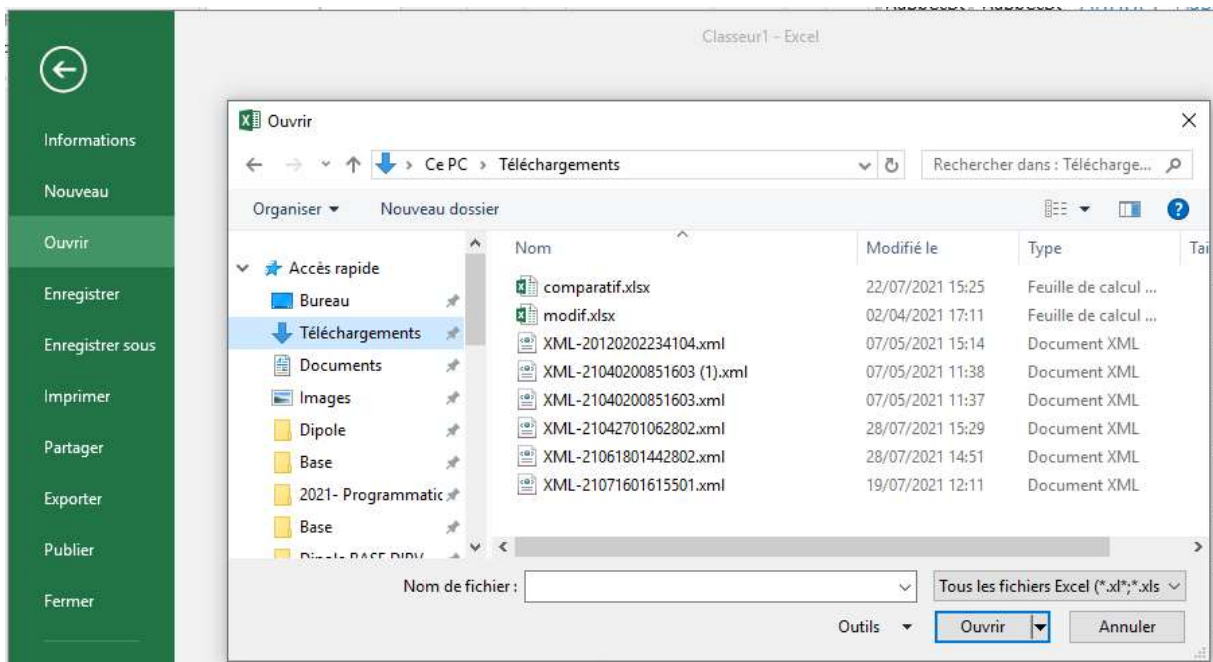 Classeur1 - Excel
Informations
Nouveau
Ouvrir
Enregistrer
Enregistrer sous
Imprimer
Partager
Exporter
Publier
Fermer
Ouvrir
Ce PC > Téléchargements
Rechercher dans : Télécharge...
Organiser Nouveau dossier
Accès rapide
Bureau
Téléchargements
Documents
Images
Dipole
Base
2021- Programmatic
Base
Nom Modifié le Type Tai
comparatif.xlsx 22/07/2021 15:25 Feuille de calcul ...
modif.xlsx 02/04/2021 17:11 Feuille de calcul ...
XML-20120202234104.xml 07/05/2021 15:14 Document XML
XML-21040200851603 (1).xml 07/05/2021 11:38 Document XML
XML-21040200851603.xml 07/05/2021 11:37 Document XML
XML-21042701062802.xml 28/07/2021 15:29 Document XML
XML-21061801442802.xml 28/07/2021 14:51 Document XML
XML-21071601615501.xml 19/07/2021 12:11 Document XML
Nom de fichier : Tous les fichiers Excel (*.xl*;*.xls
Outils Ouvrir Annuler